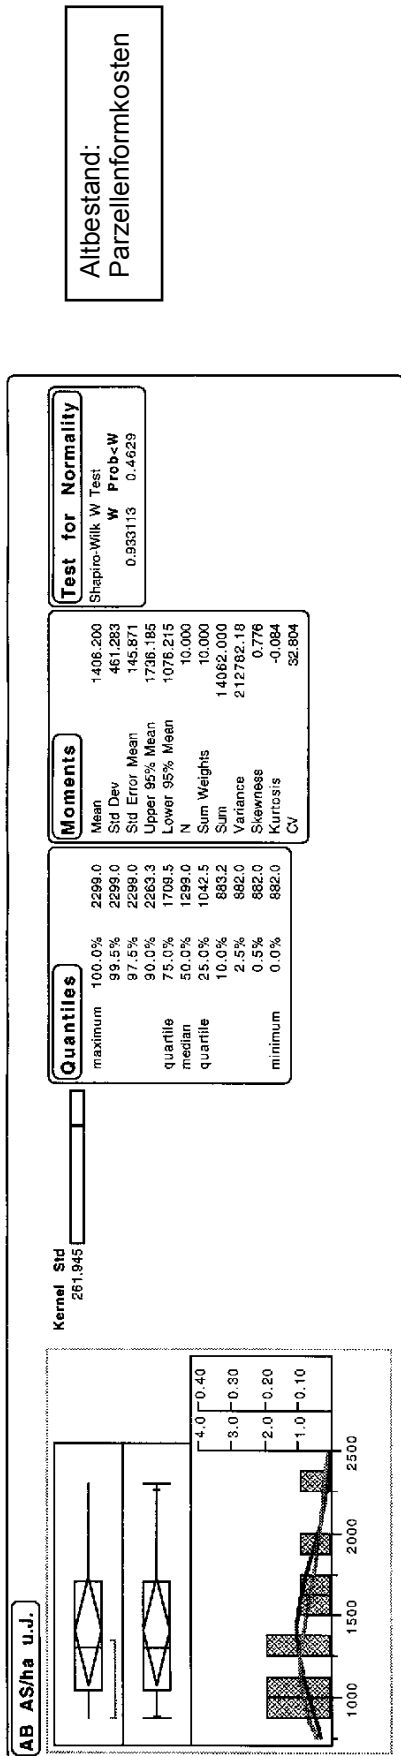 Altbestand:
Parzellenformkosten
AB AS/ha u.J.
4.0 0.40
3.0 0.30
2.0 0.20
1.0 0.10
1000 1500 2000 2500
Kernel Std
261.945
Quantiles
maximum 100.0% 2299.0
99.5% 2299.0
97.5% 2299.0
90.0% 2263.3
quartile 75.0% 1709.5
median 50.0% 1299.0
quartile 25.0% 1042.5
10.0% 883.2
2.5% 882.0
0.5% 882.0
minimum 0.0% 882.0
Moments
Mean 1406.200
Std Dev 461.283
Std Error Mean 145.871
Upper 95% Mean 1736.185
Lower 95% Mean 1076.215
N 10.000
Sum Weights 10.000
Sum 14062.000
Variance 212782.18
Skewness 0.776
Kurtosis -0.084
CV 32.804
Test for Normality
Shapiro-Wilk W Test
W Prob<W
0.933113 0.4629